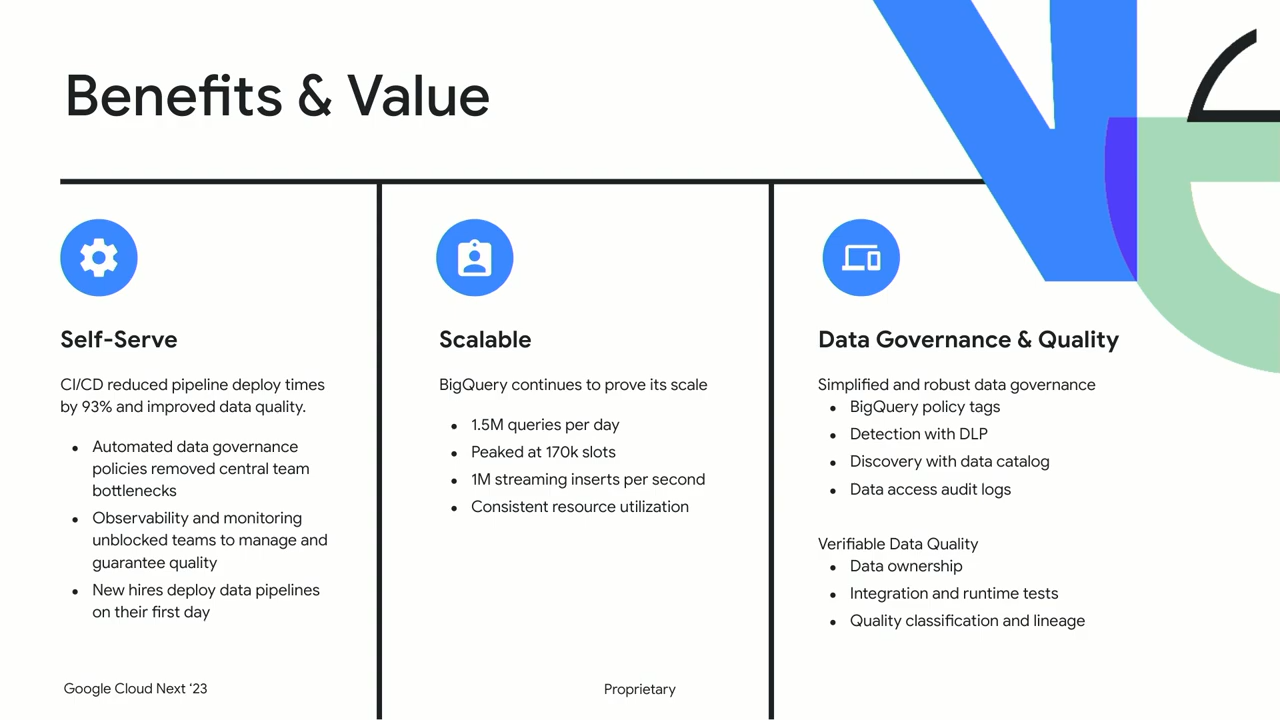 Benefits & Value
Self-Serve
CI/CD reduced pipeline deploy times
by 93% and improved data quality.
• Automated data governance
policies removed central team
bottlenecks
• Observability and monitoring
unblocked teams to manage and
guarantee quality
• New hires deploy data pipelines
on their first day
Scalable
BigQuery continues to prove its scale
• 1.5M queries per day
• Peaked at 170k slots
• 1M streaming inserts per second
• Consistent resource utilization
Data Governance & Quality
Simplified and robust data governance
• BigQuery policy tags
• Detection with DLP
• Discovery with data catalog
• Data access audit logs
Verifiable Data Quality
• Data ownership
• Integration and runtime tests
• Quality classification and lineage
Google Cloud Next ‘23
Proprietary